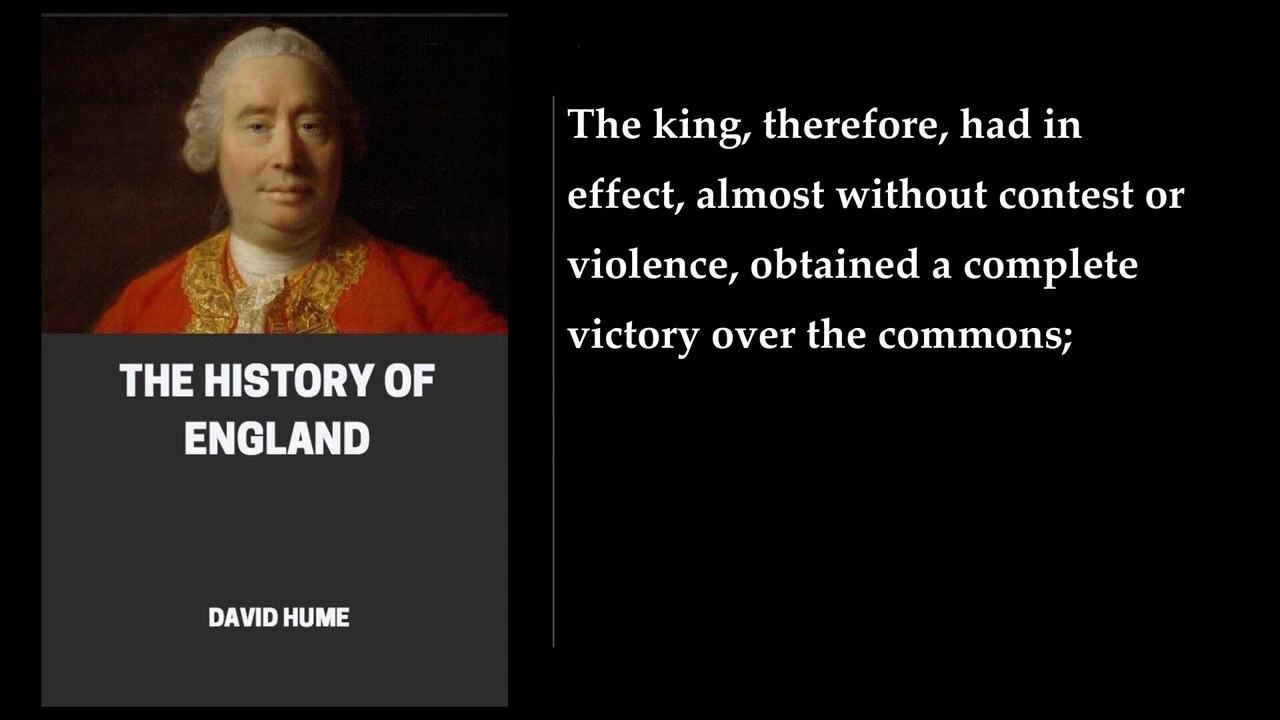 THE HISTORY OF
ENGLAND
DAVID HUME
The king, therefore, had in
effect, almost without contest or
violence, obtained a complete
victory over the commons;